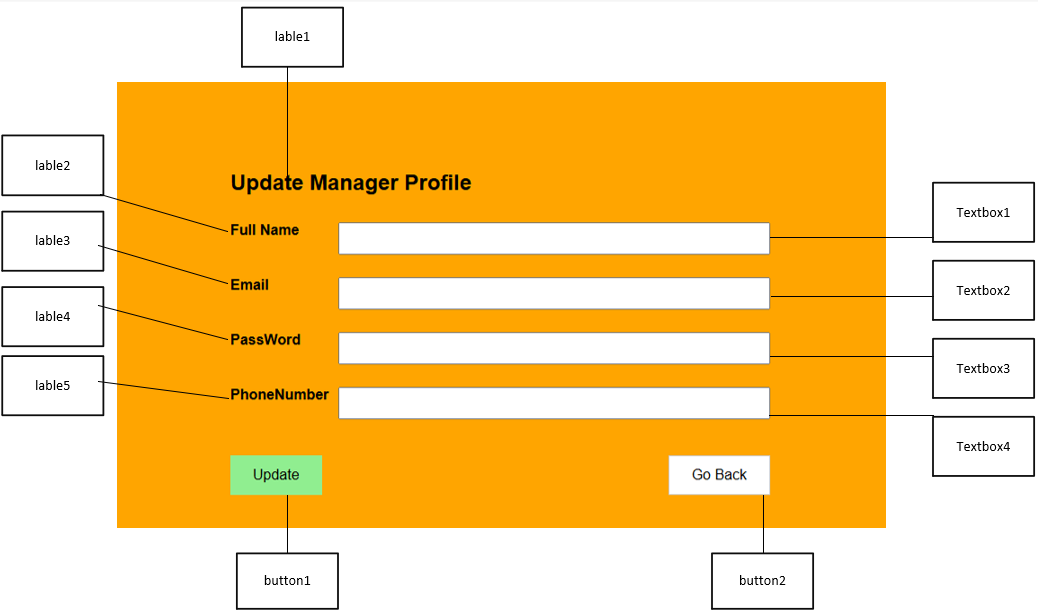 lable1
lable2
Update Manager Profile
Textbox1
Full Name
lable3
Email
Textbox2
lable4
PassWord
Textbox3
lable5
PhoneNumber
Textbox4
Update
Go Back
button1
button2